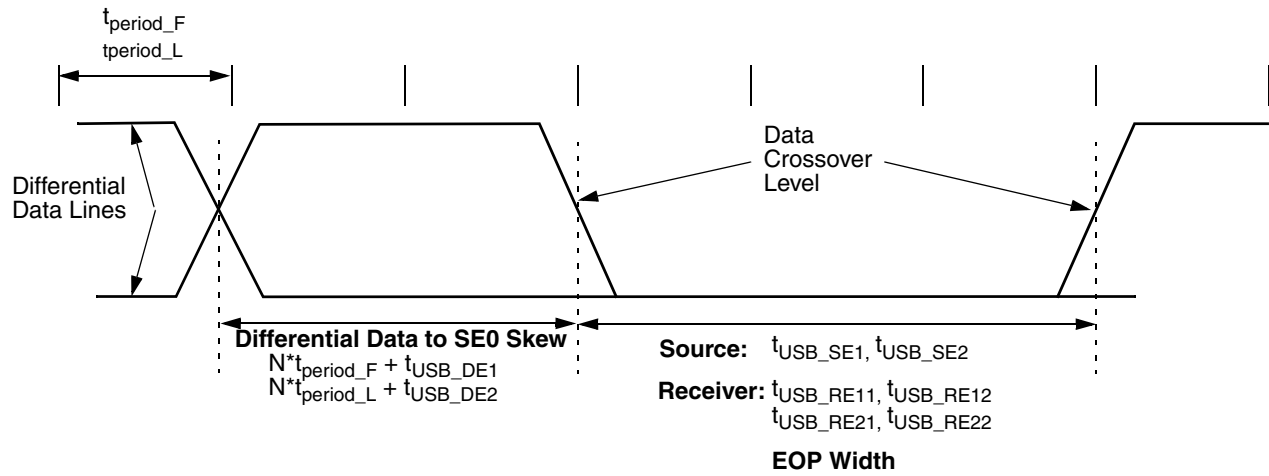 tperiod_F
tperiod_L
Data
Crossover
Level
Differential
Data Lines
Differential Data to SE0 Skew
N*tperiod_F + tUSB_DE1
N*tperiod_L + tUSB_DE2
Source: tUSB_SE1, tUSB_SE2
Receiver: tUSB_RE11, tUSB_RE12
tUSB_RE21, tUSB_RE22
EOP Width